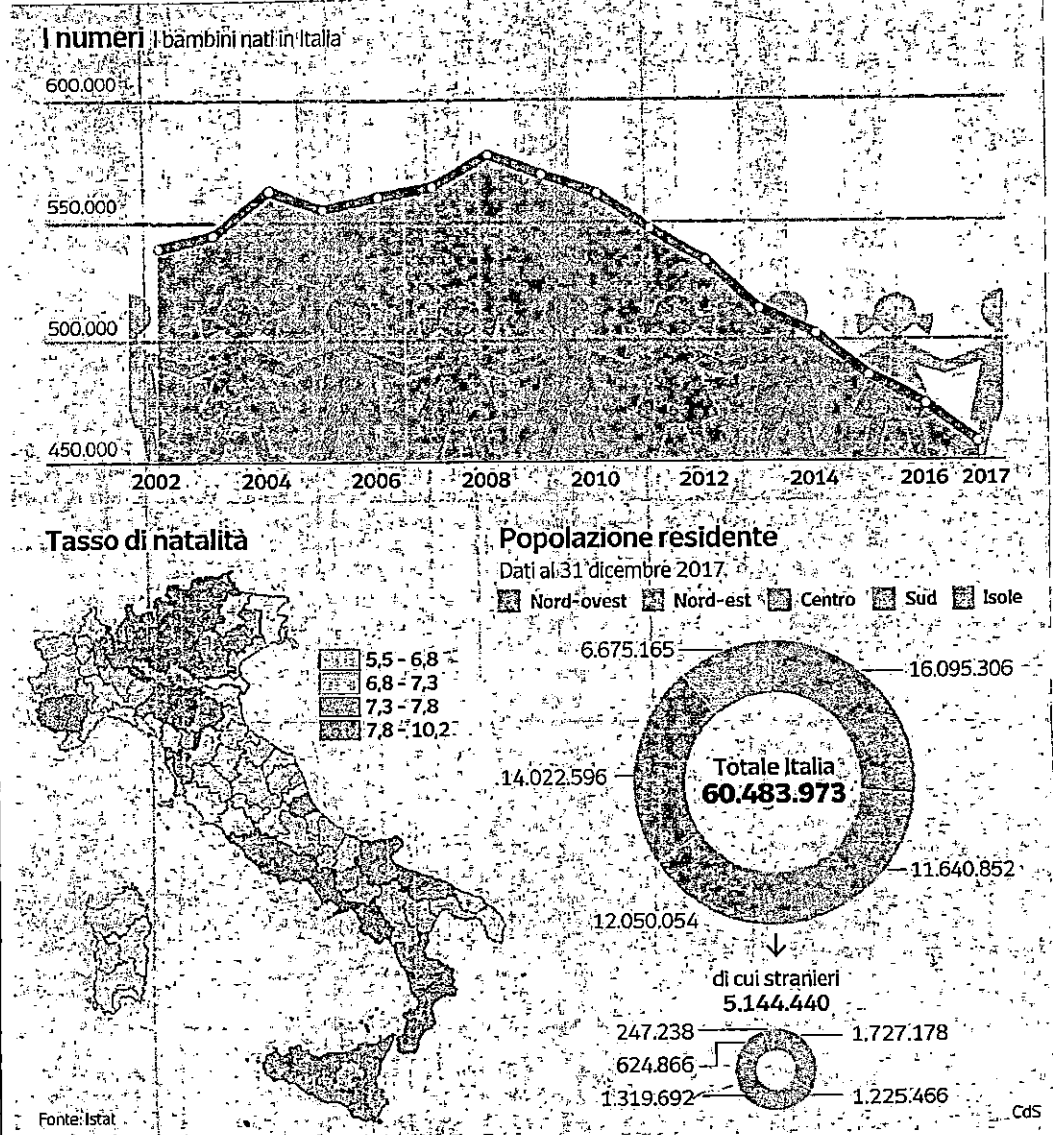 I numeri I bambini nati in Italia
600.000
550.000
500.000
450.000
2002 2004 2006 2008 2010 2012 2014 2016 2017
Tasso di natalità
5,5 - 6,8
6,8 - 7,3
7,3 - 7,8
7,8 - 10,2
Popolazione residente
Dati al 31 dicembre 2017
Nord-ovest Nord-est Centro Sud Isole
6.675.165
16.095.306
14.022.596
Totale Italia
60.483.973
11.640.852
12.050.054
di cui stranieri
5.144.440
247.238
1.727.178
624.866
1.319.692
1.225.466
Fonte: Istat
CdS